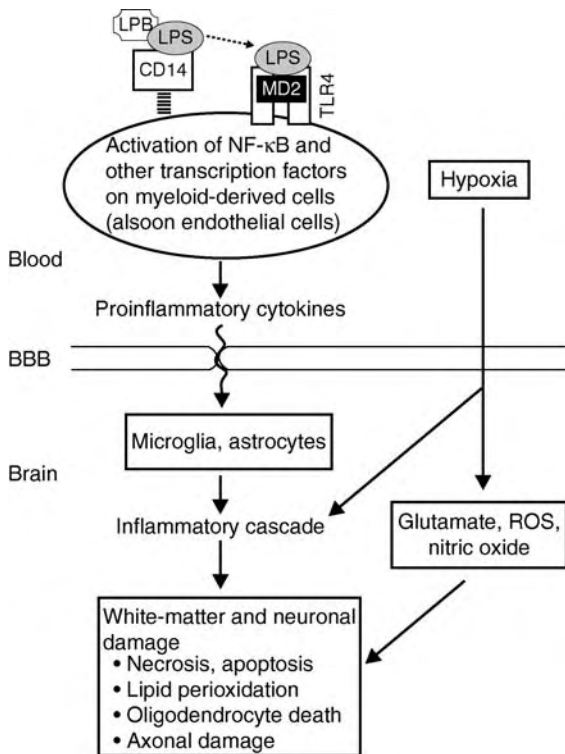 LPB
LPS
CD14
LPS
MD2
TLR4
Activation of NF-κB and
other transcription factors
on myeloid-derived cells
(alsoon endothelial cells)
Hypoxia
Blood
Proinflammatory cytokines
BBB
Microglia, astrocytes
Brain
Inflammatory cascade
Glutamate, ROS,
nitric oxide
White-matter and neuronal
damage
• Necrosis, apoptosis
• Lipid perioxidation
• Oligodendrocyte death
• Axonal damage